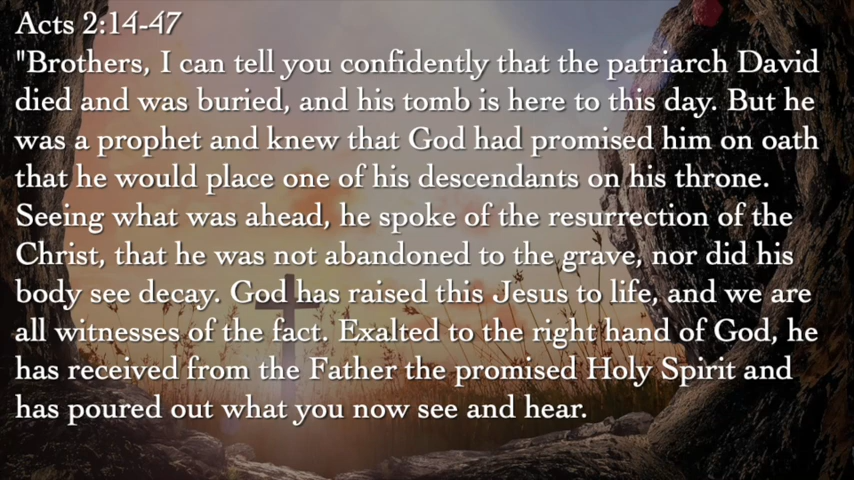 Acts 2:14-47
"Brothers, I can tell you confidently that the patriarch David
died and was buried, and his tomb is here to this day. But he
was a prophet and knew that God had promised him on oath
that he would place one of his descendants on his throne.
Seeing what was ahead, he spoke of the resurrection of the
Christ, that he was not abandoned to the grave, nor did his
body see decay. God has raised this Jesus to life, and we are
all witnesses of the fact. Exalted to the right hand of God, he
has received from the Father the promised Holy Spirit and
has poured out what you now see and hear.